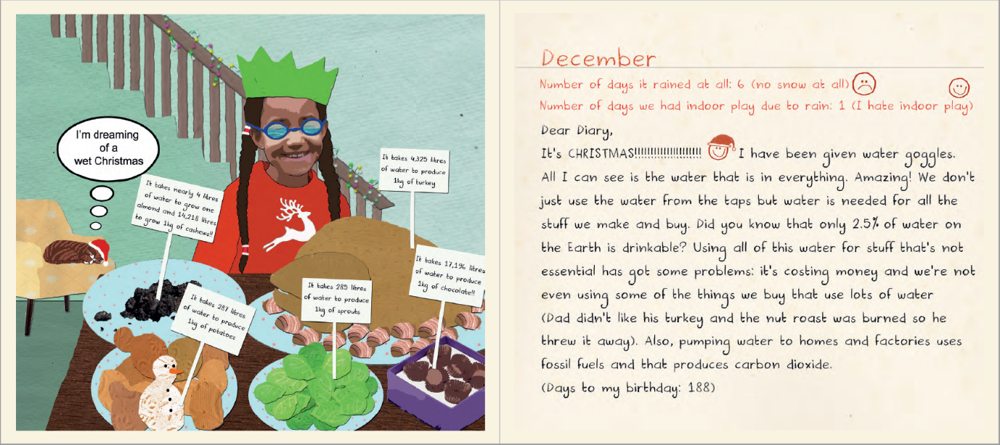 I'm dreaming
of a
wet Christmas
It takes nearly 4 litres
of water to grow one
almond and 14,218 litres
to grow 1kg of cashews!!
It takes 4,325 litres
of water to produce
1kg of turkey
It takes 17,196 litres
of water to produce
1kg of chocolate!!
It takes 285 litres
of water to produce
1kg of sprouts
It takes 287 litres
of water to produce
1kg of potatoes
December
Number of days it rained at all: 6 (no snow at all)
Number of days we had indoor play due to rain: 1 (I hate indoor play)
Dear Diary,
It's CHRISTMAS!!!!!!!!!!!!!!!!!!!!!! I have been given water goggles.
All I can see is the water that is in everything. Amazing! We don't
just use the water from the taps but water is needed for all the
stuff we make and buy. Did you know that only 2.5% of water on
the Earth is drinkable? Using all of this water for stuff that's not
essential has got some problems: it's costing money and we're not
even using some of the things we buy that use lots of water
(Dad didn't like his turkey and the nut roast was burned so he
threw it away). Also, pumping water to homes and factories uses
fossil fuels and that produces carbon dioxide.
(Days to my birthday: 188)